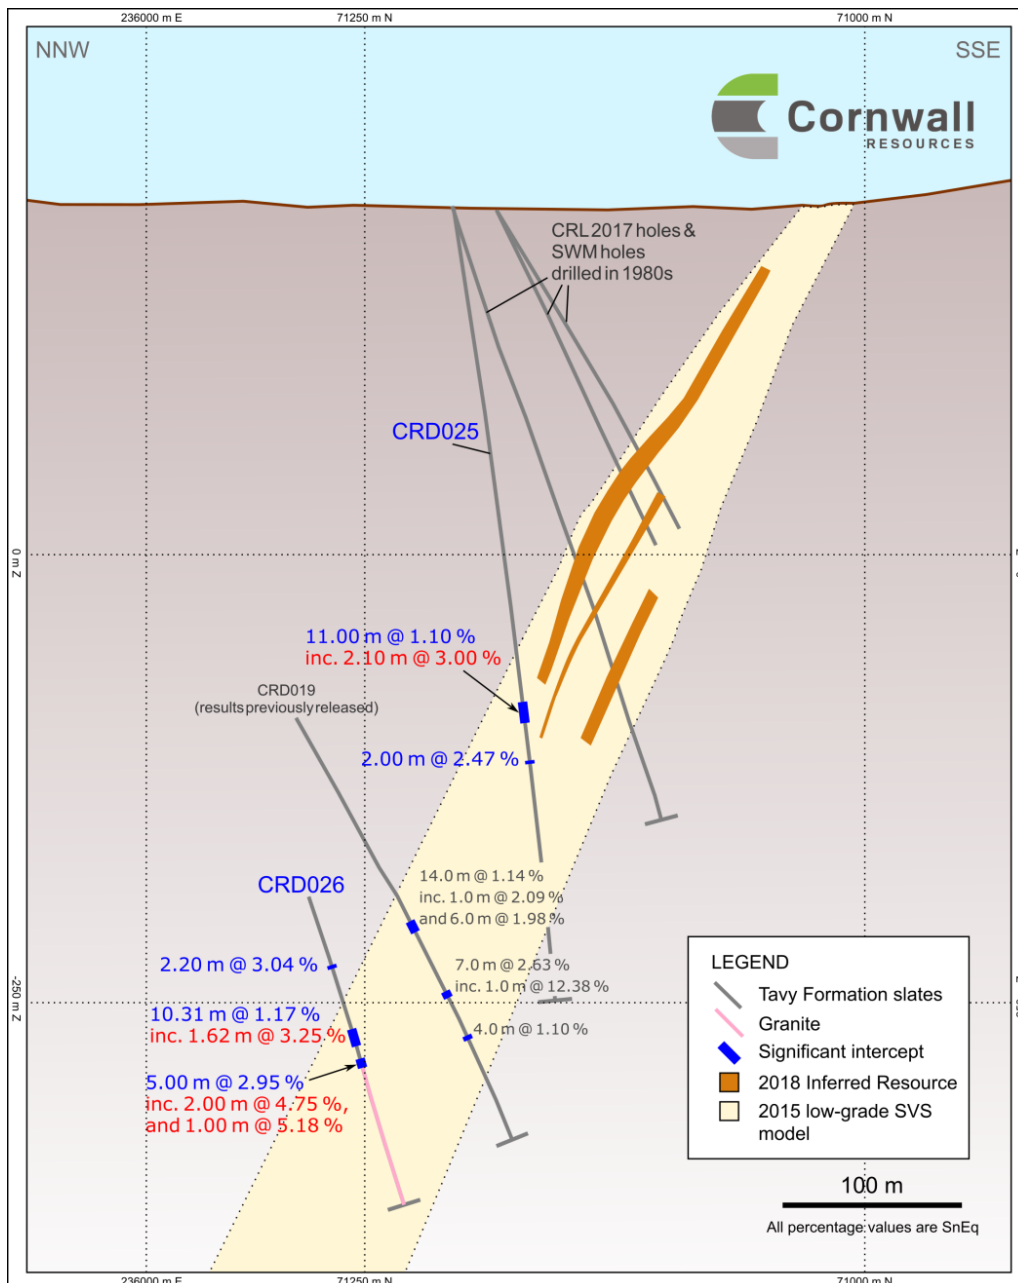 236000 m E
71250 m N
71000 m N
NNW
SSE
Cornwall
RESOURCES
CRL 2017 holes &
SWM holes
drilled in 1980s
CRD025
0 m Z
11.00 m @ 1.10 %
inc. 2.10 m @ 3.00 %
CRD019
(results previously released)
2.00 m @ 2.47 %
CRD026
14.0 m @ 1.14 %
inc. 1.0 m @ 2.09 %
and 6.0 m @ 1.98 %
2.20 m @ 3.04 %
7.0 m @ 2.63 %
inc. 1.0 m @ 12.38 %
-250 m Z
10.31 m @ 1.17 %
inc. 1.62 m @ 3.25 %
4.0 m @ 1.10 %
5.00 m @ 2.95 %
inc. 2.00 m @ 4.75 %,
and 1.00 m @ 5.18 %
LEGEND
Tavy Formation slates
Granite
Significant intercept
2018 Inferred Resource
2015 low-grade SVS
model
100 m
All percentage values are SnEq
236000 m E
71250 m N
71000 m N